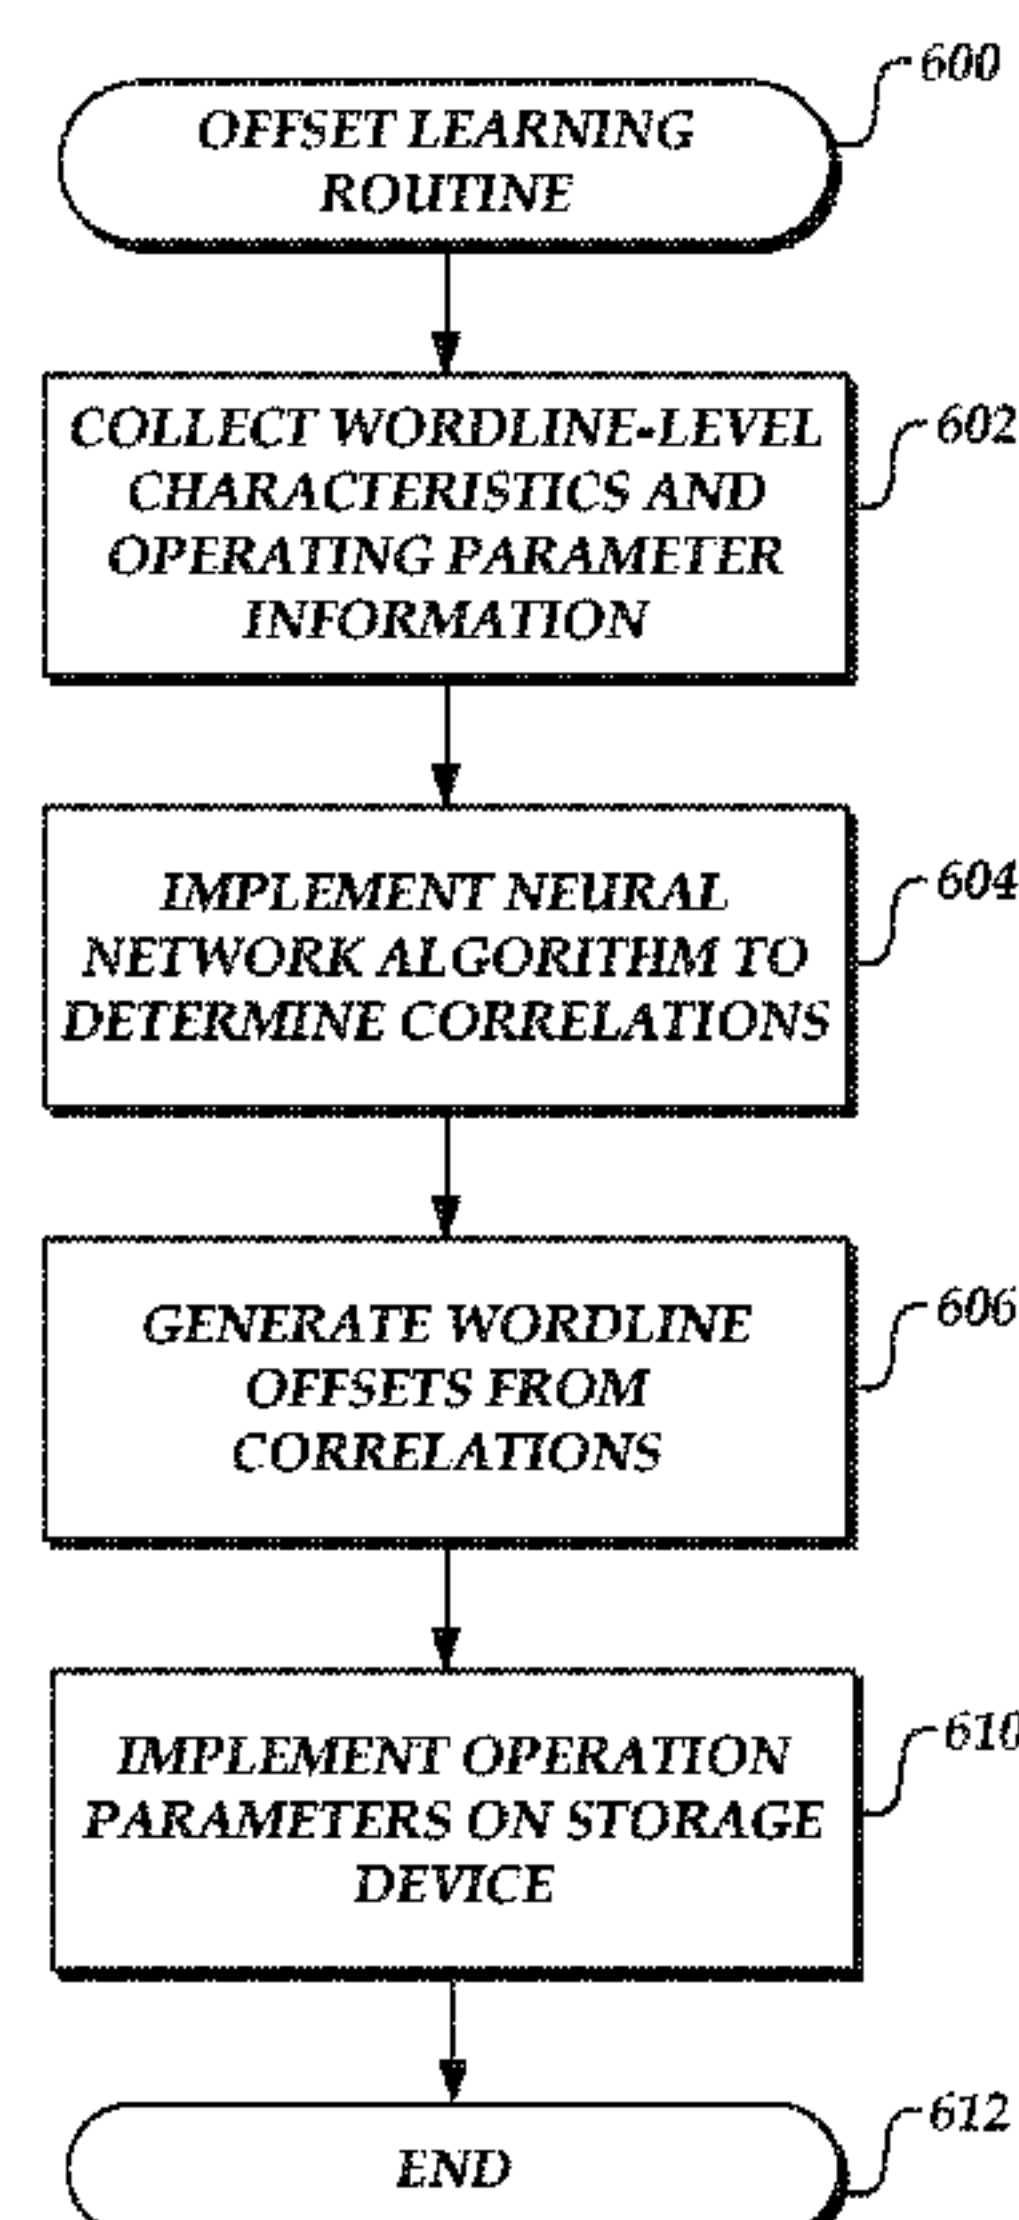 600
OFFSET LEARNING
ROUTINE
COLLECT WORDLINE-LEVEL
CHARACTERISTICS AND
OPERATING PARAMETER
INFORMATION
602
IMPLEMENT NEURAL
NETWORK ALGORITHM TO
DETERMINE CORRELATIONS
604
GENERATE WORDLINE
OFFSETS FROM
CORRELATIONS
606
IMPLEMENT OPERATION
PARAMETERS ON STORAGE
DEVICE
610
END
612